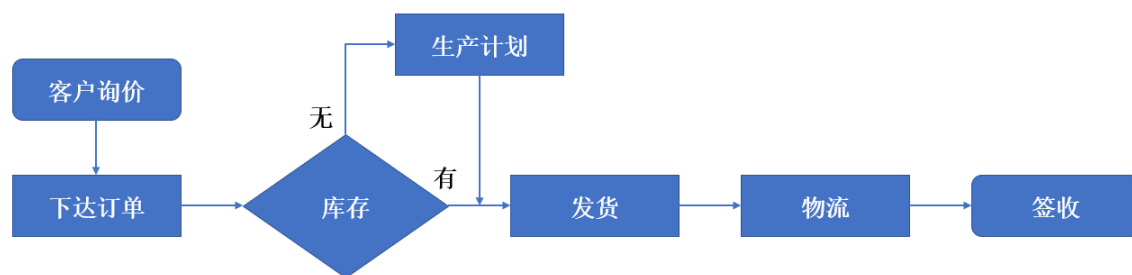 生产计划
客户询价
无
有
下达订单
库存
发货
物流
签收